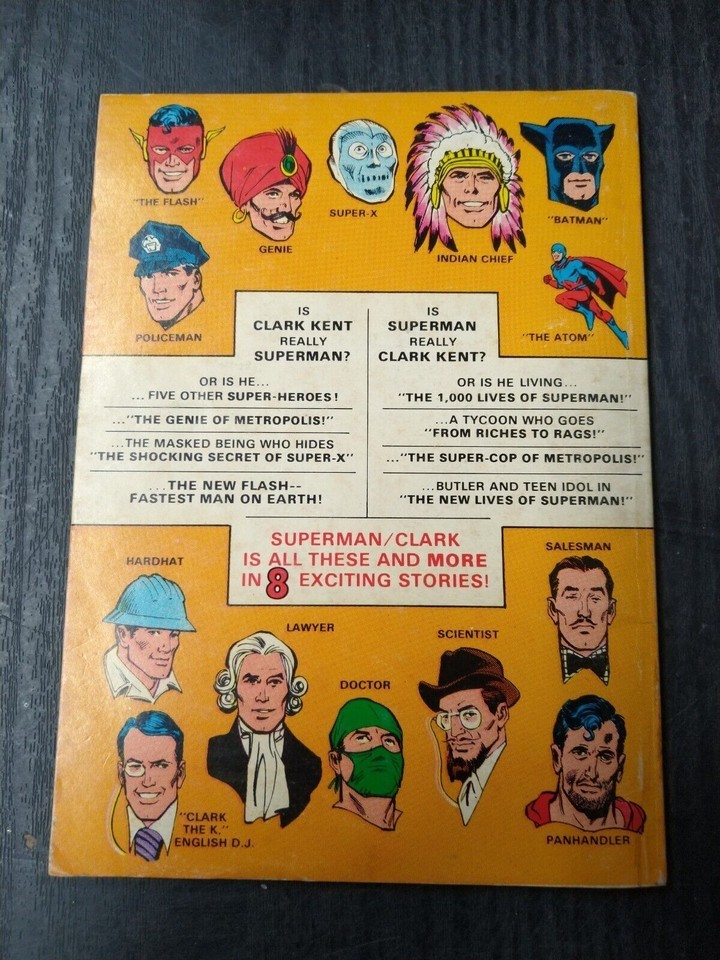 "THE FLASH"
GENIE
SUPER-X
INDIAN CHIEF
"BATMAN"
POLICEMAN
"THE ATOM"
IS
CLARK KENT
REALLY
SUPERMAN?
OR IS HE...
...FIVE OTHER SUPER-HEROES!
..."THE GENIE OF METROPOLIS!"
...THE MASKED BEING WHO HIDES
"THE SHOCKING SECRET OF SUPER-X"
...THE NEW FLASH--
FASTEST MAN ON EARTH!
IS
SUPERMAN
REALLY
CLARK KENT?
OR IS HE LIVING...
"THE 1,000 LIVES OF SUPERMAN!"
...A TYCOON WHO GOES
"FROM RICHES TO RAGS!"
..."THE SUPER-COP OF METROPOLIS!"
...BUTLER AND TEEN IDOL IN
"THE NEW LIVES OF SUPERMAN!"
SUPERMAN/CLARK
IS ALL THESE AND MORE
IN 8 EXCITING STORIES!
HARDHAT
LAWYER
DOCTOR
SCIENTIST
SALESMAN
"CLARK
THE K,"
ENGLISH D.J.
PANHANDLER